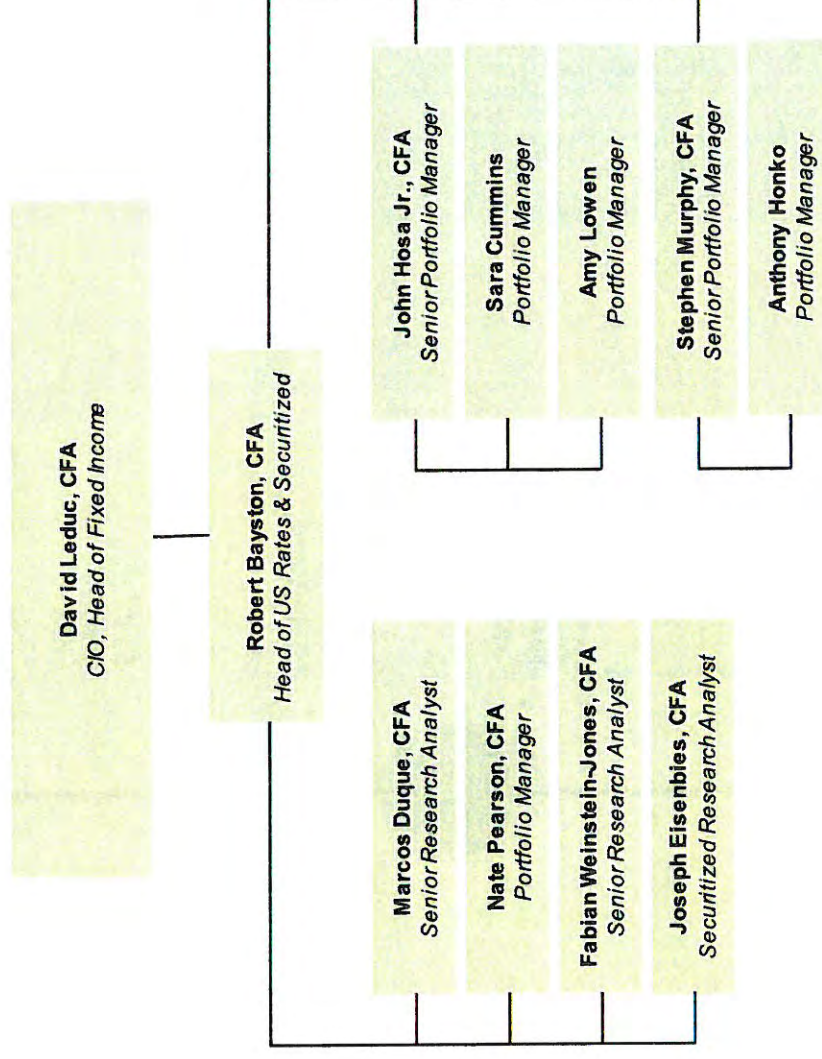 David Leduc, CFA
CIO, Head of Fixed Income
Robert Bayston, CFA
Head of US Rates & Securitized
Marcos Duque, CFA
Senior Research Analyst
Nate Pearson, CFA
Portfolio Manager
Fabian Weinstein-Jones, CFA
Senior Research Analyst
Joseph Eisenbies, CFA
Securitized Research Analyst
John Hosa Jr., CFA
Senior Portfolio Manager
Sara Cummins
Portfolio Manager
Amy Lowen
Portfolio Manager
Stephen Murphy, CFA
Senior Portfolio Manager
Anthony Honko
Portfolio Manager